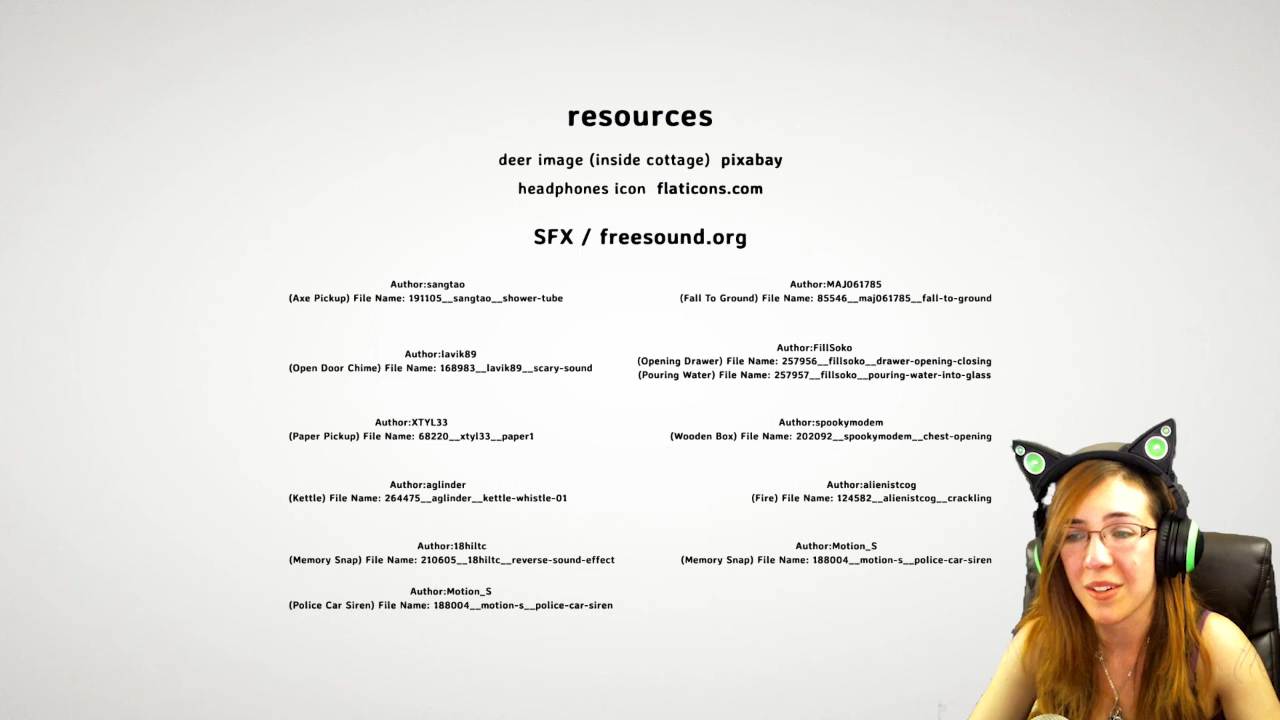 resources
deer image (inside cottage) pixabay
headphones icon flaticons.com
SFX / freesound.org
Author:sangtao
(Axe Pickup) File Name: 191105__sangtao__shower-tube
Author:MAJ061785
(Fall To Ground) File Name: 85546__maj061785__fall-to-ground
Author:lavik89
(Open Door Chime) File Name: 168983__lavik89__scary-sound
Author:FillSoko
(Opening Drawer) File Name: 257956__fillsoko__drawer-opening-closing
(Pouring Water) File Name: 257957__fillsoko__pouring-water-into-glass
Author:XTYL33
(Paper Pickup) File Name: 68220__xtyl33__paper1
Author:spookymodem
(Wooden Box) File Name: 202092__spookymodem__chest-opening
Author:aglinder
(Kettle) File Name: 264475__aglinder__kettle-whistle-01
Author:alienistcog
(Fire) File Name: 124582__alienistcog__crackling
Author:18hiltc
(Memory Snap) File Name: 210605__18hiltc__reverse-sound-effect
Author:Motion_S
(Memory Snap) File Name: 188004__motion-s__police-car-siren
Author:Motion_S
(Police Car Siren) File Name: 188004__motion-s__police-car-siren